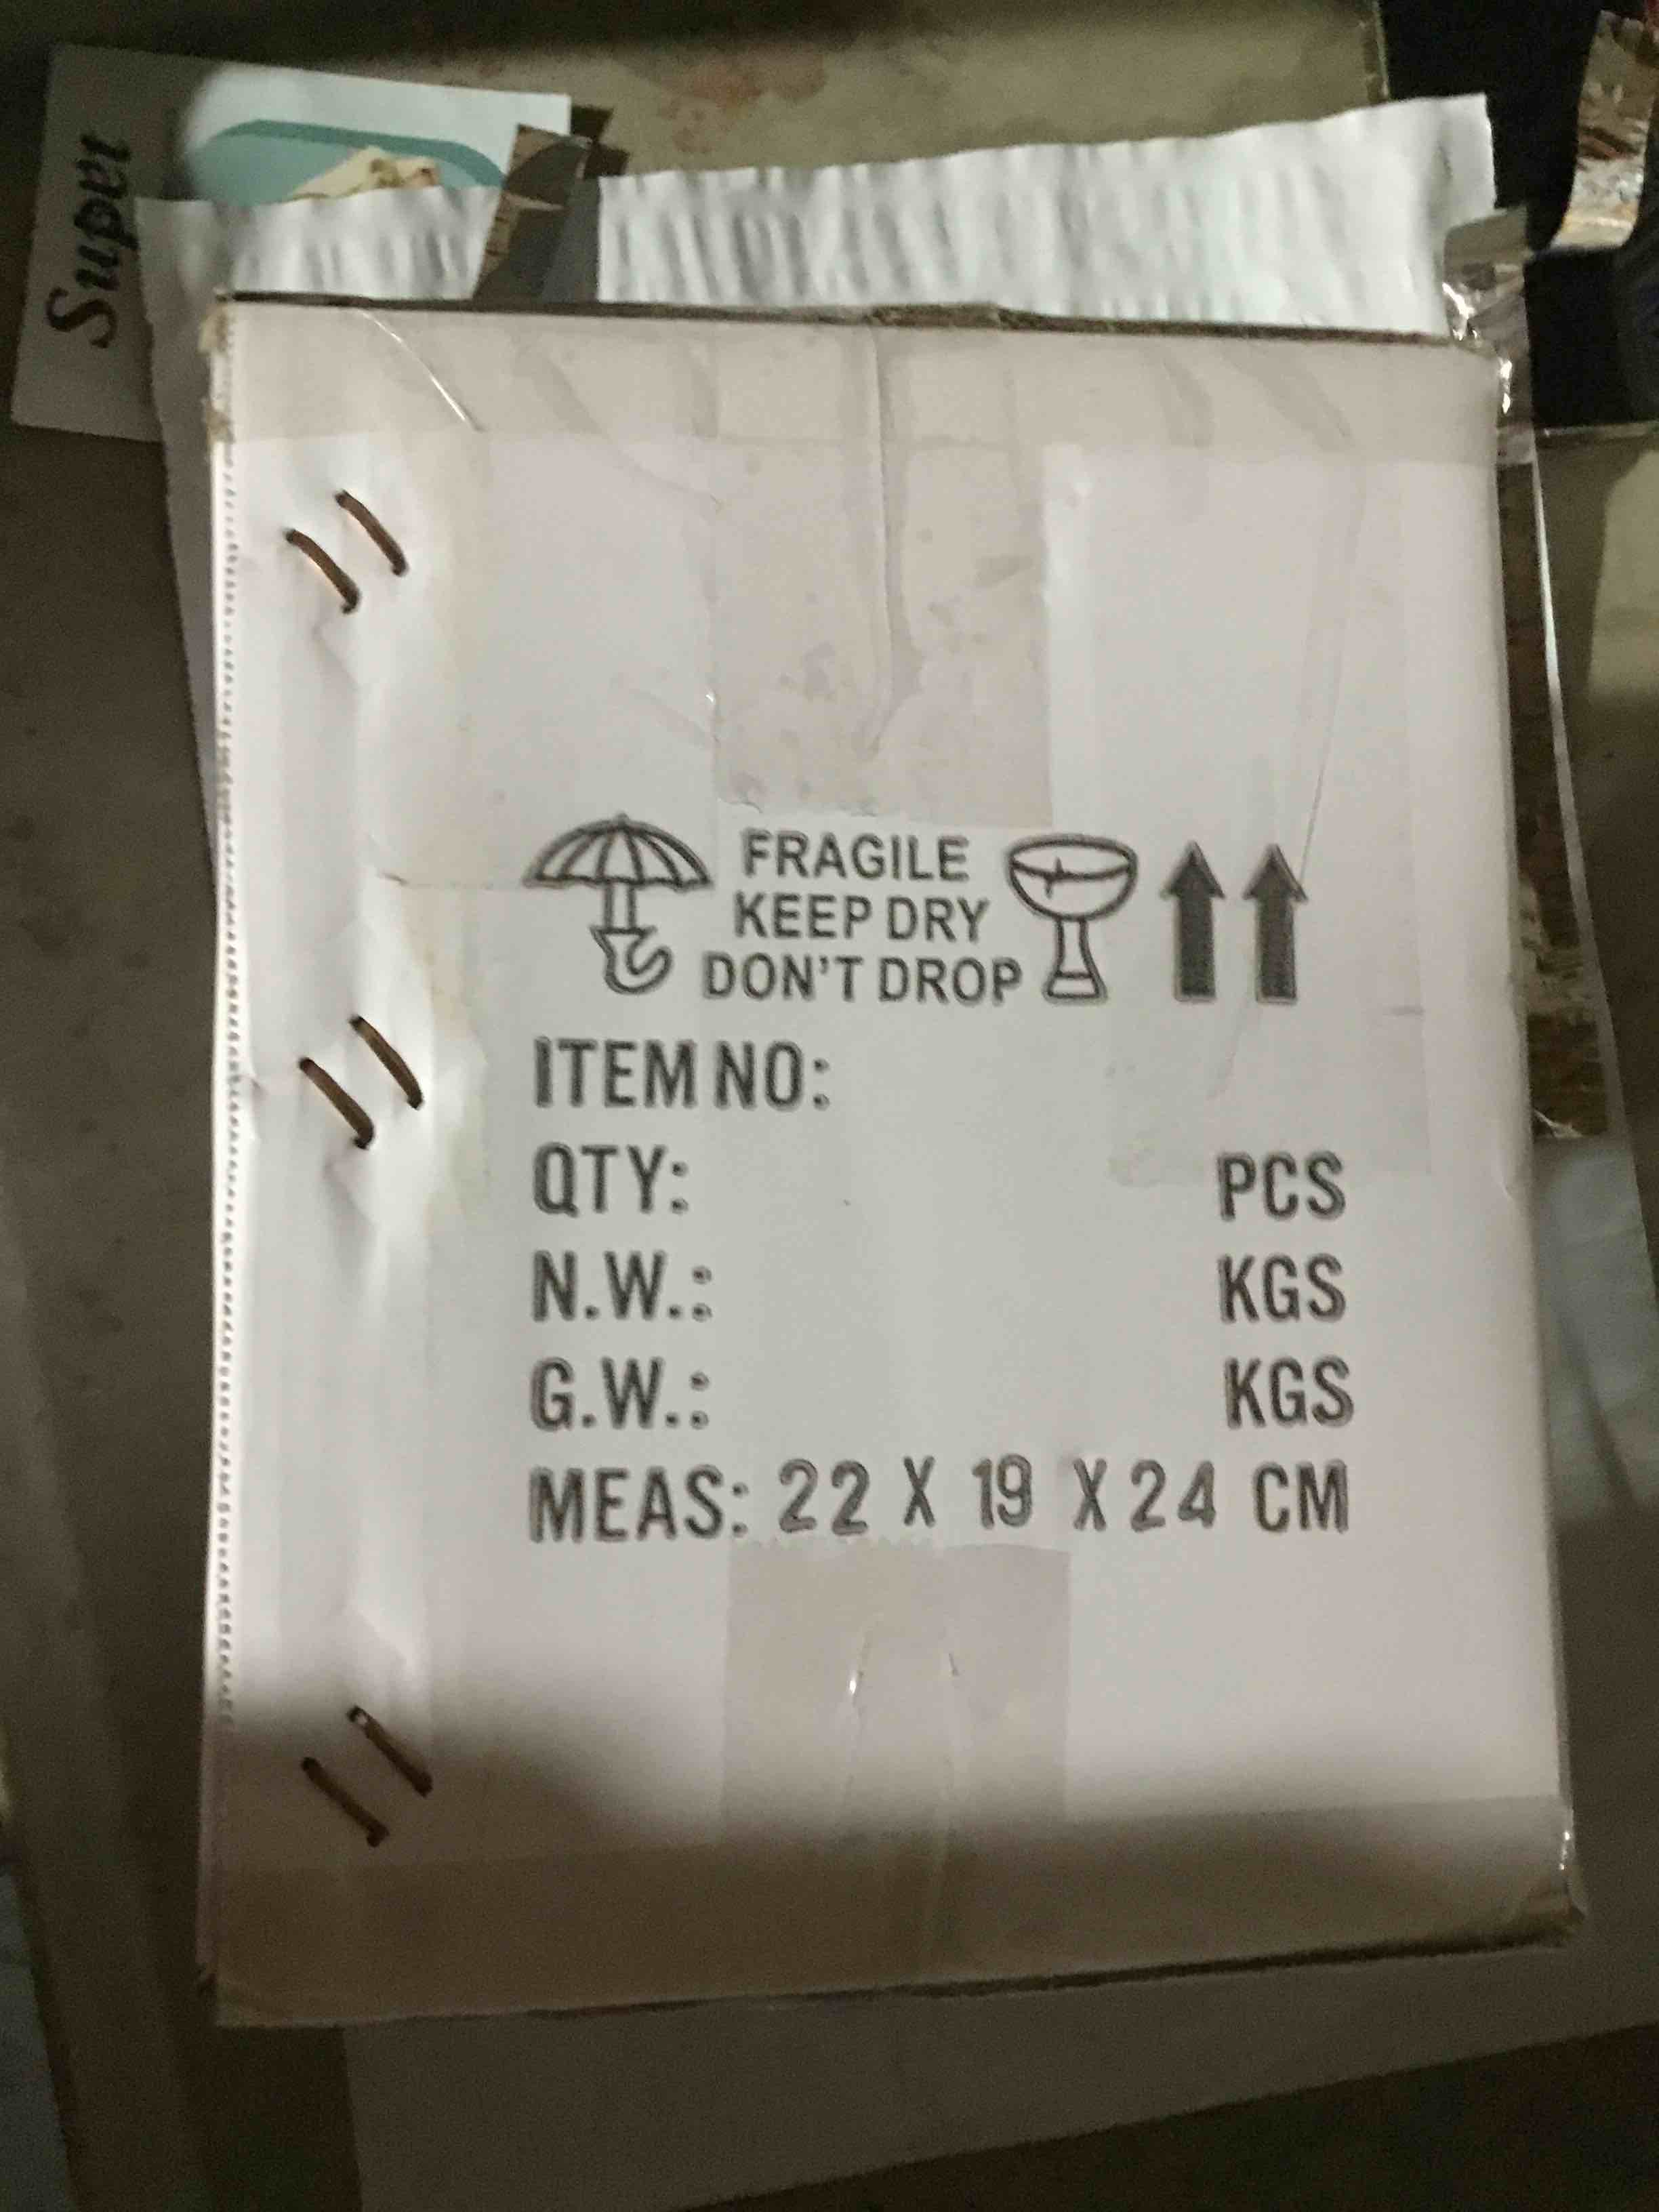 Super
FRAGILE
KEEP DRY
DON'T DROP
ITEM NO:
QTY: PCS
N.W.: KGS
G.W.: KGS
MEAS: 22 X 19 X 24 CM